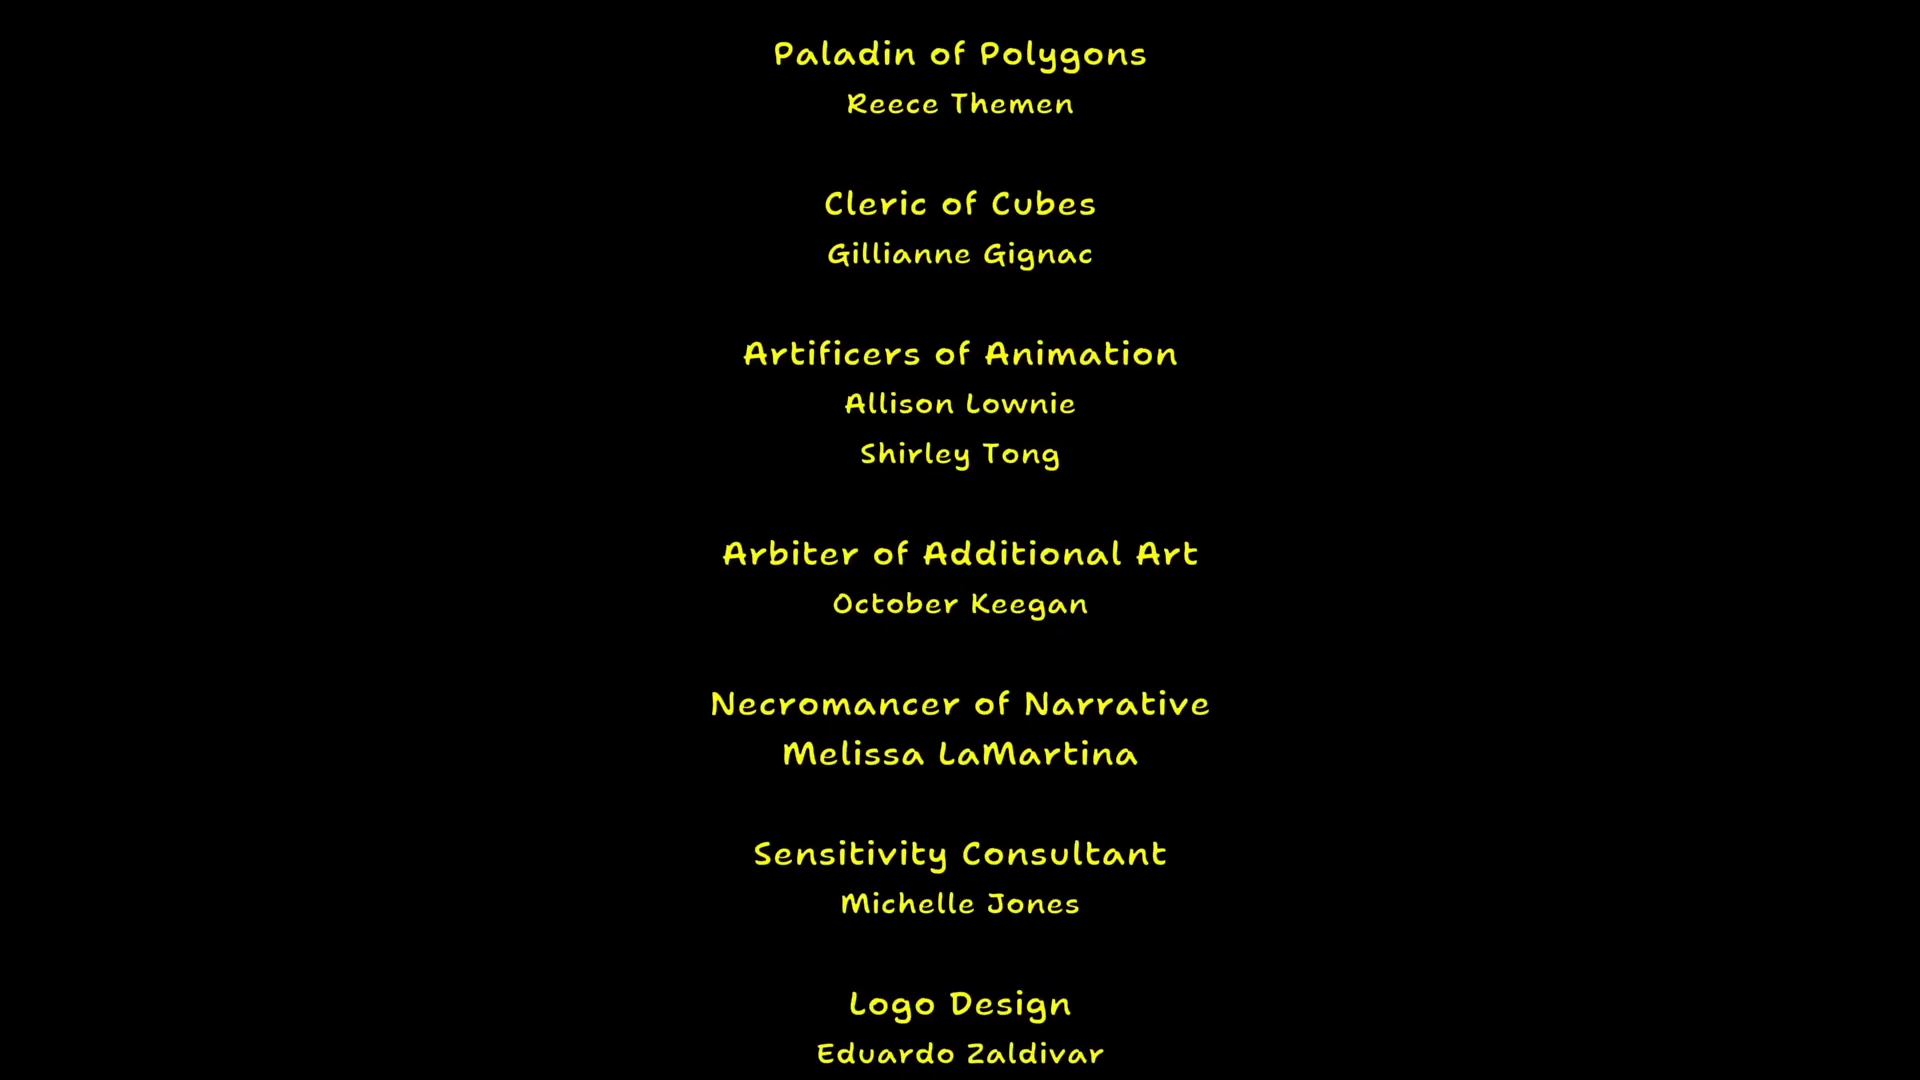 Paladin of Polygons
Reece Themen
Cleric of Cubes
Gillianne Gignac
Artificers of Animation
Allison Lownie
Shirley Tong
Arbiter of Additional Art
October Keegan
Necromancer of Narrative
Melissa LaMartina
Sensitivity Consultant
Michelle Jones
Logo Design
Eduardo Zaldivar